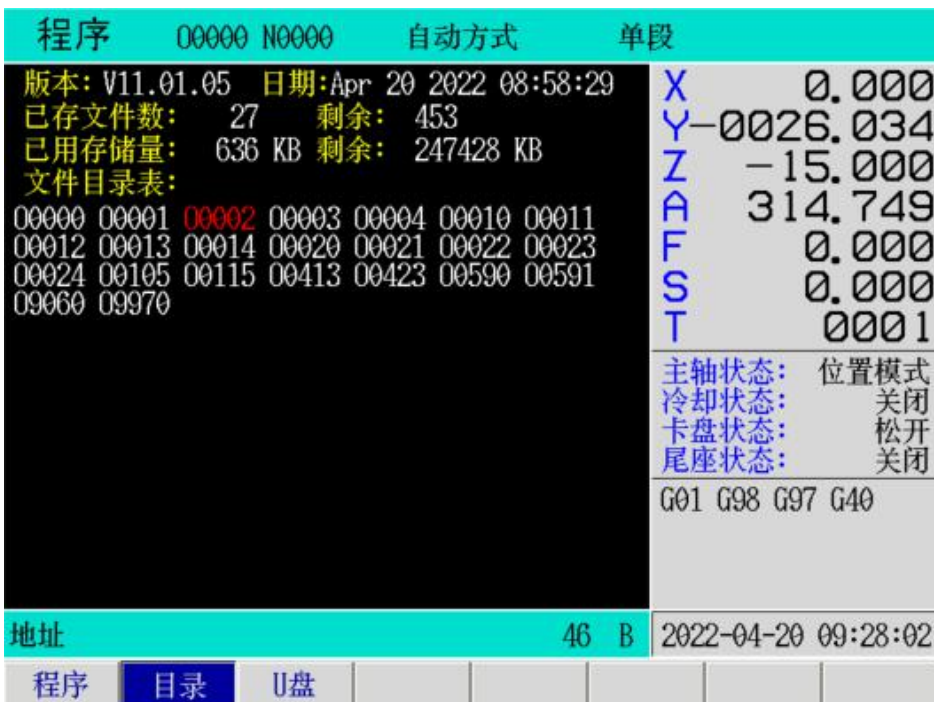 程序 O0000 N0000 自动方式 单段
版本: V11.01.05 日期:Apr 20 2022 08:58:29
已存文件数: 27 剩余: 453
已用存储量: 636 KB 剩余: 247428 KB
文件目录表:
O0000 O0001 O0002 O0003 O0004 O0010 O0011
O0012 O0013 O0014 O0020 O0021 O0022 O0023
O0024 O0105 O0115 O0413 O0423 O0590 O0591
O9060 O9970
X 0.000
Y-0026.034
Z -15.000
A 314.749
F 0.000
S 0.000
T 0001
主轴状态: 位置模式
冷却状态: 关闭
卡盘状态: 松开
尾座状态: 关闭
G01 G98 G97 G40
地址 46 B 2022-04-20 09:28:02
程序 目录 U盘